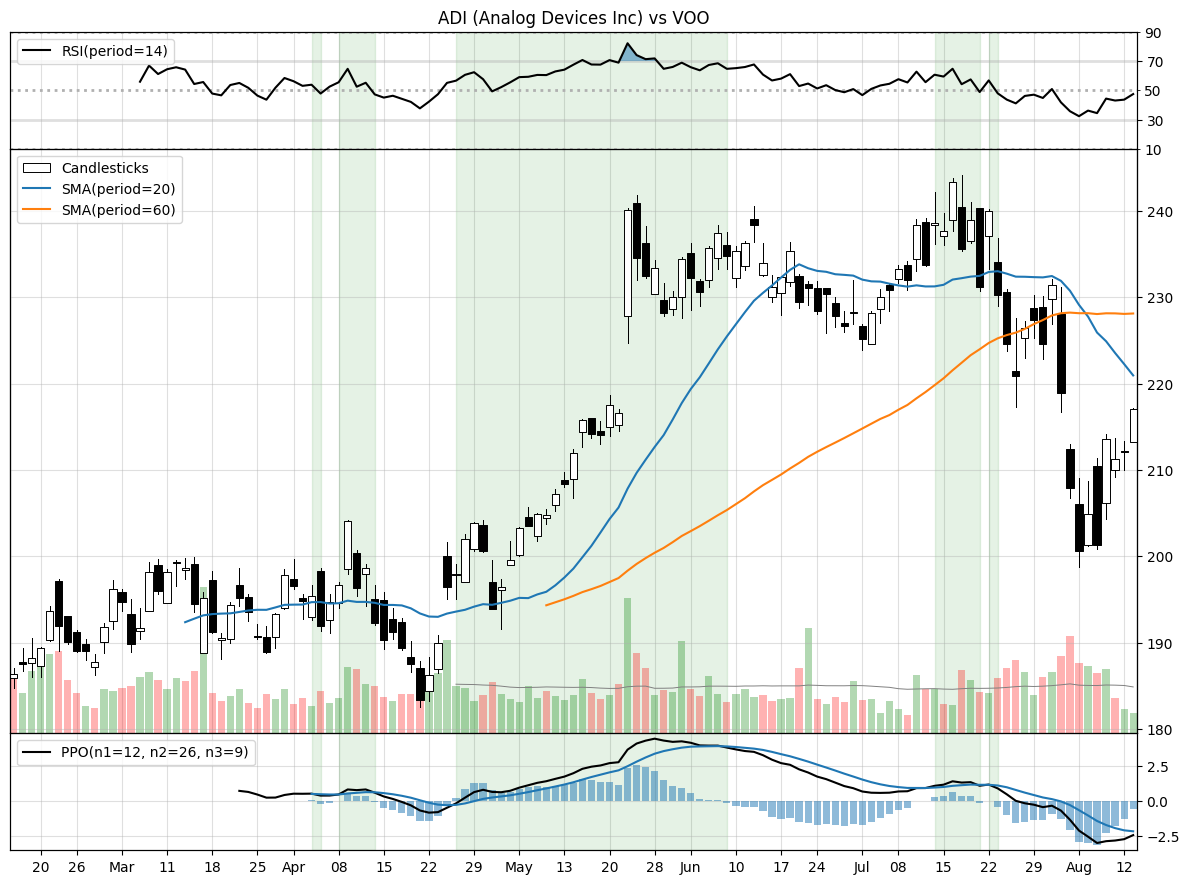 ADI (Analog Devices Inc) vs VOO
RSI(period=14)
90
70
50
30
10
Candlesticks
SMA(period=20)
SMA(period=60)
240
230
220
210
200
190
180
PPO(n1=12, n2=26, n3=9)
2.5
0.0
−2.5
20 26 Mar 11 18 25 Apr 08 15 22 29 May 13 20 28 Jun 10 17 24 Jul 08 15 22 29 Aug 12